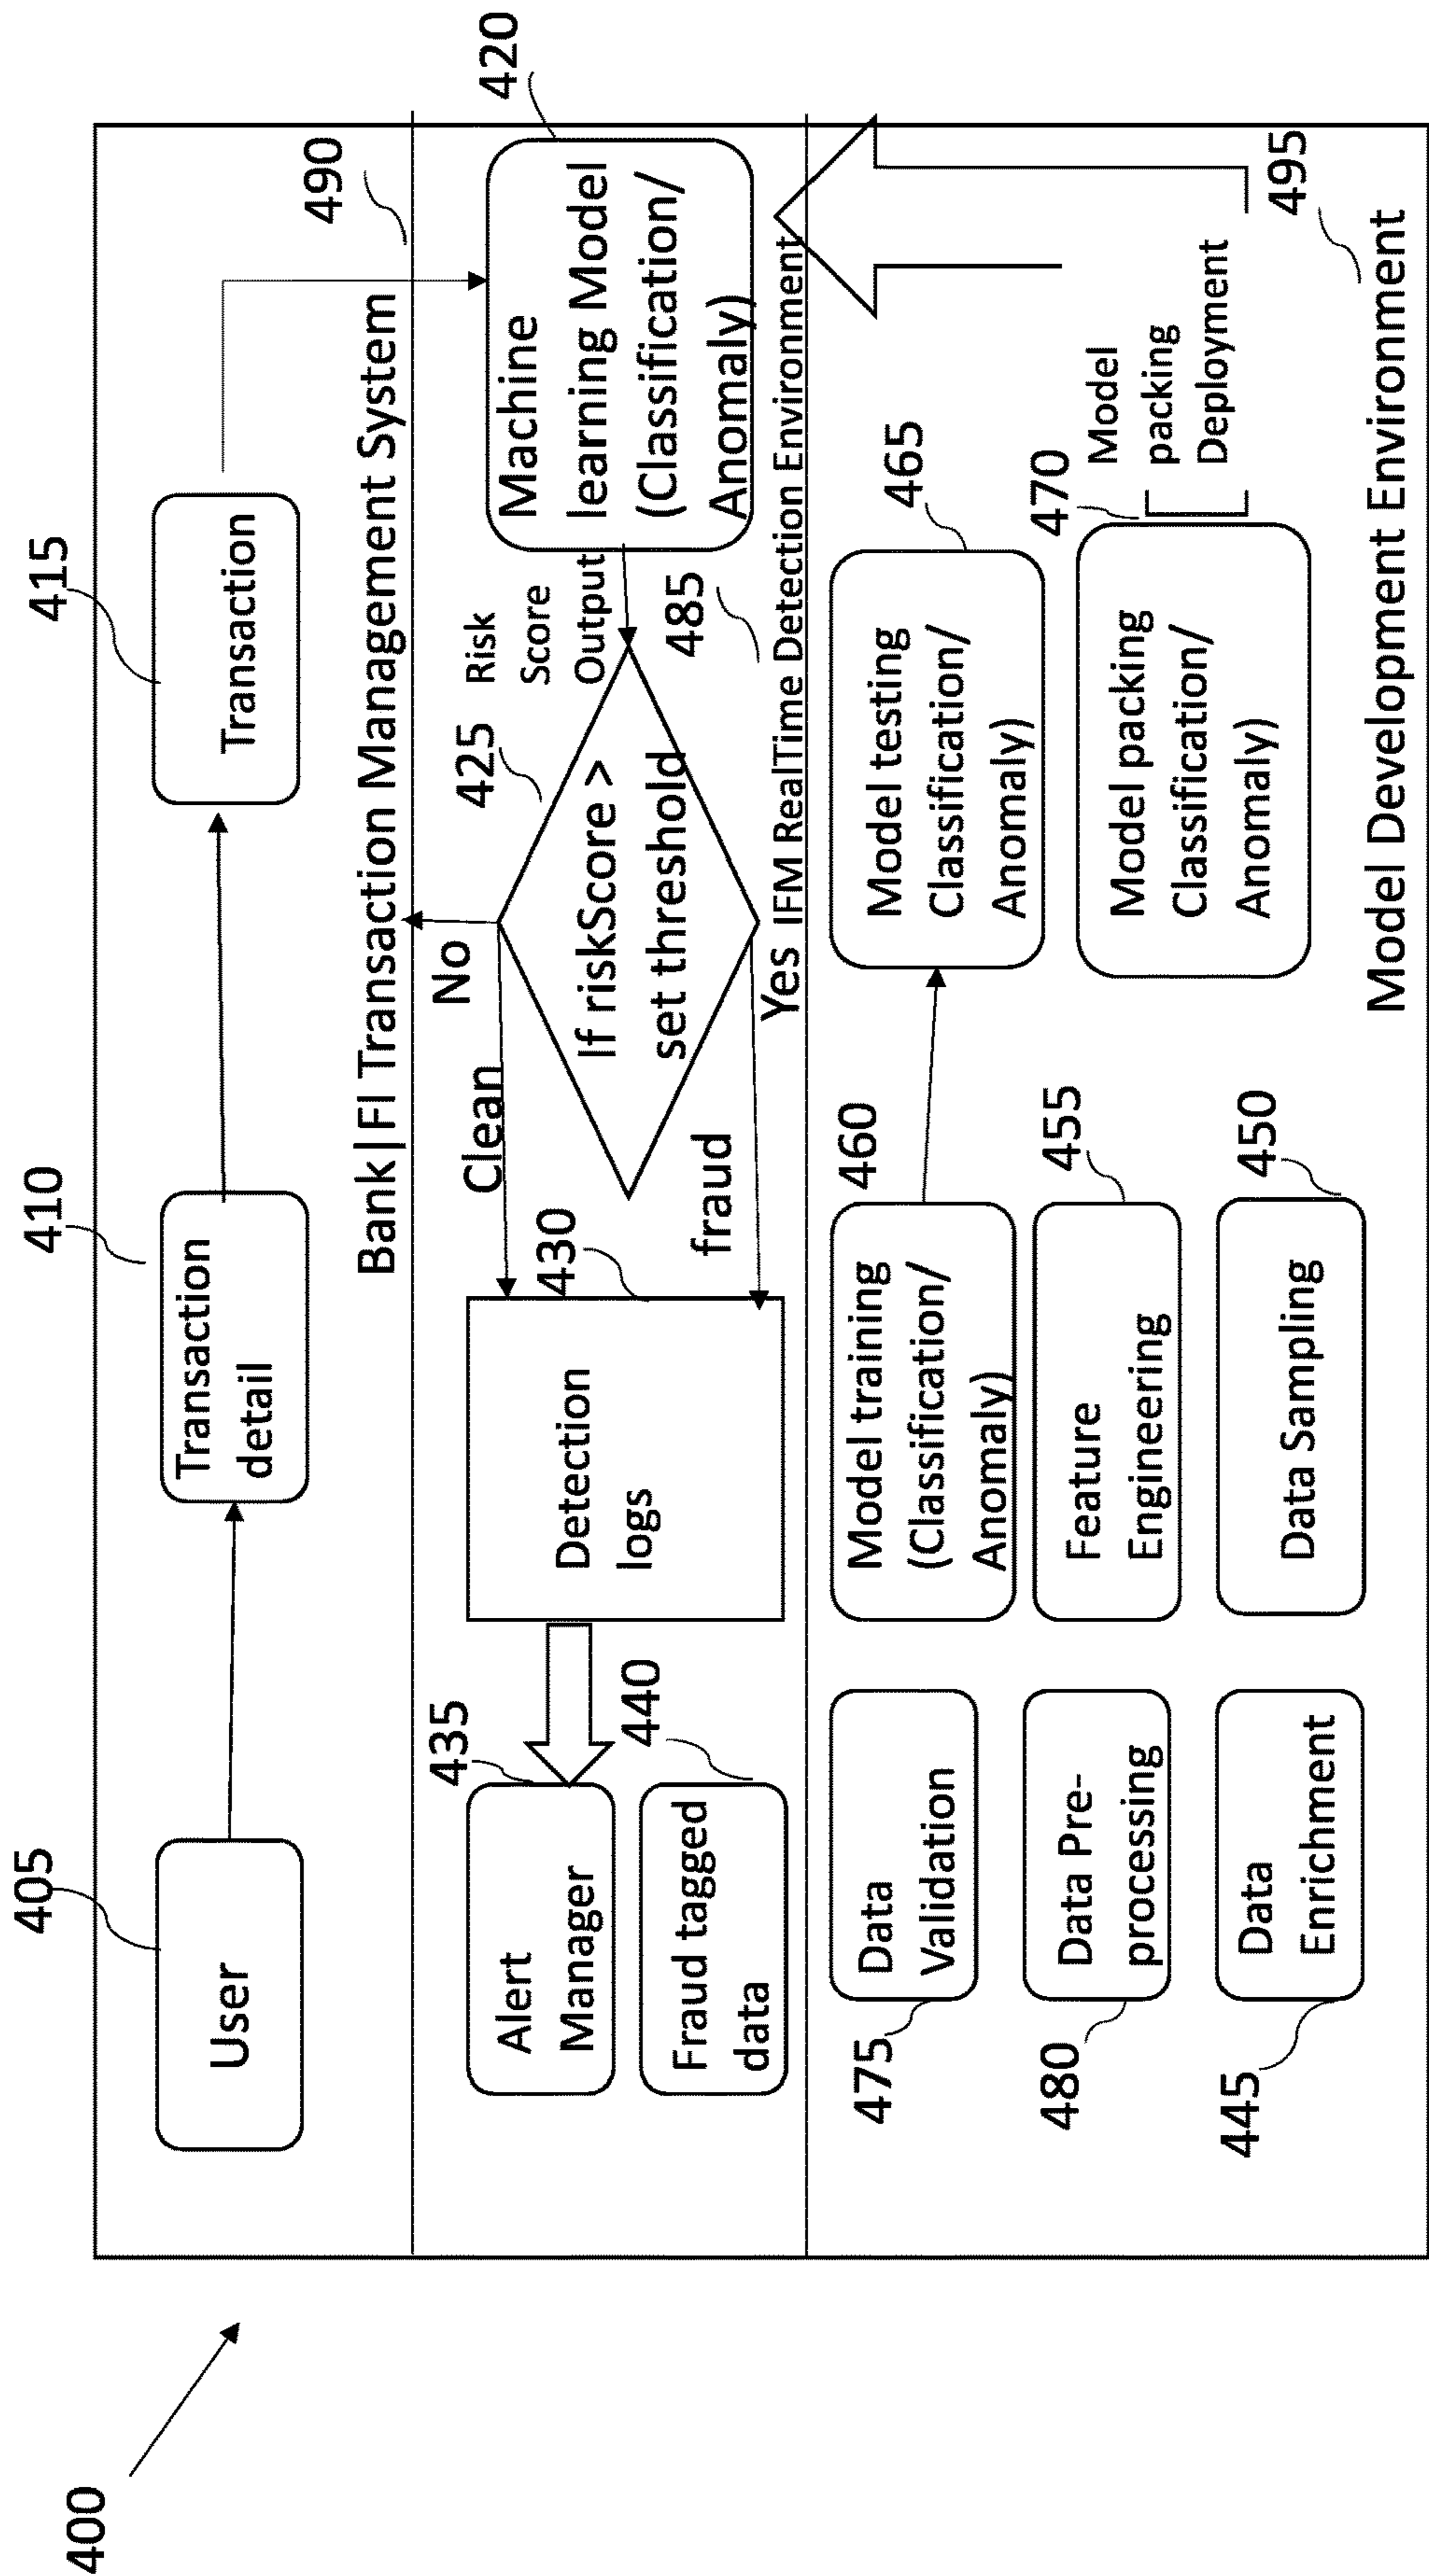 400
405
User
410
Transaction
detail
415
Transaction
490
Bank|FI Transaction Management System
420
Machine
learning Model
(Classification/
Anomaly)
Risk
Score
Output
425
If riskScore >
set threshold
No
Clean
Yes
fraud
430
Detection
logs
435
Alert
Manager
440
Fraud tagged
data
485
IFM RealTime Detection Environment
475
Data
Validation
480
Data Pre-
processing
445
Data
Enrichment
460
Model training
(Classification/
Anomaly)
455
Feature
Engineering
450
Data Sampling
465
Model testing
Classification/
Anomaly)
470
Model packing
Classification/
Anomaly)
Model
packing
Deployment
495
Model Development Environment